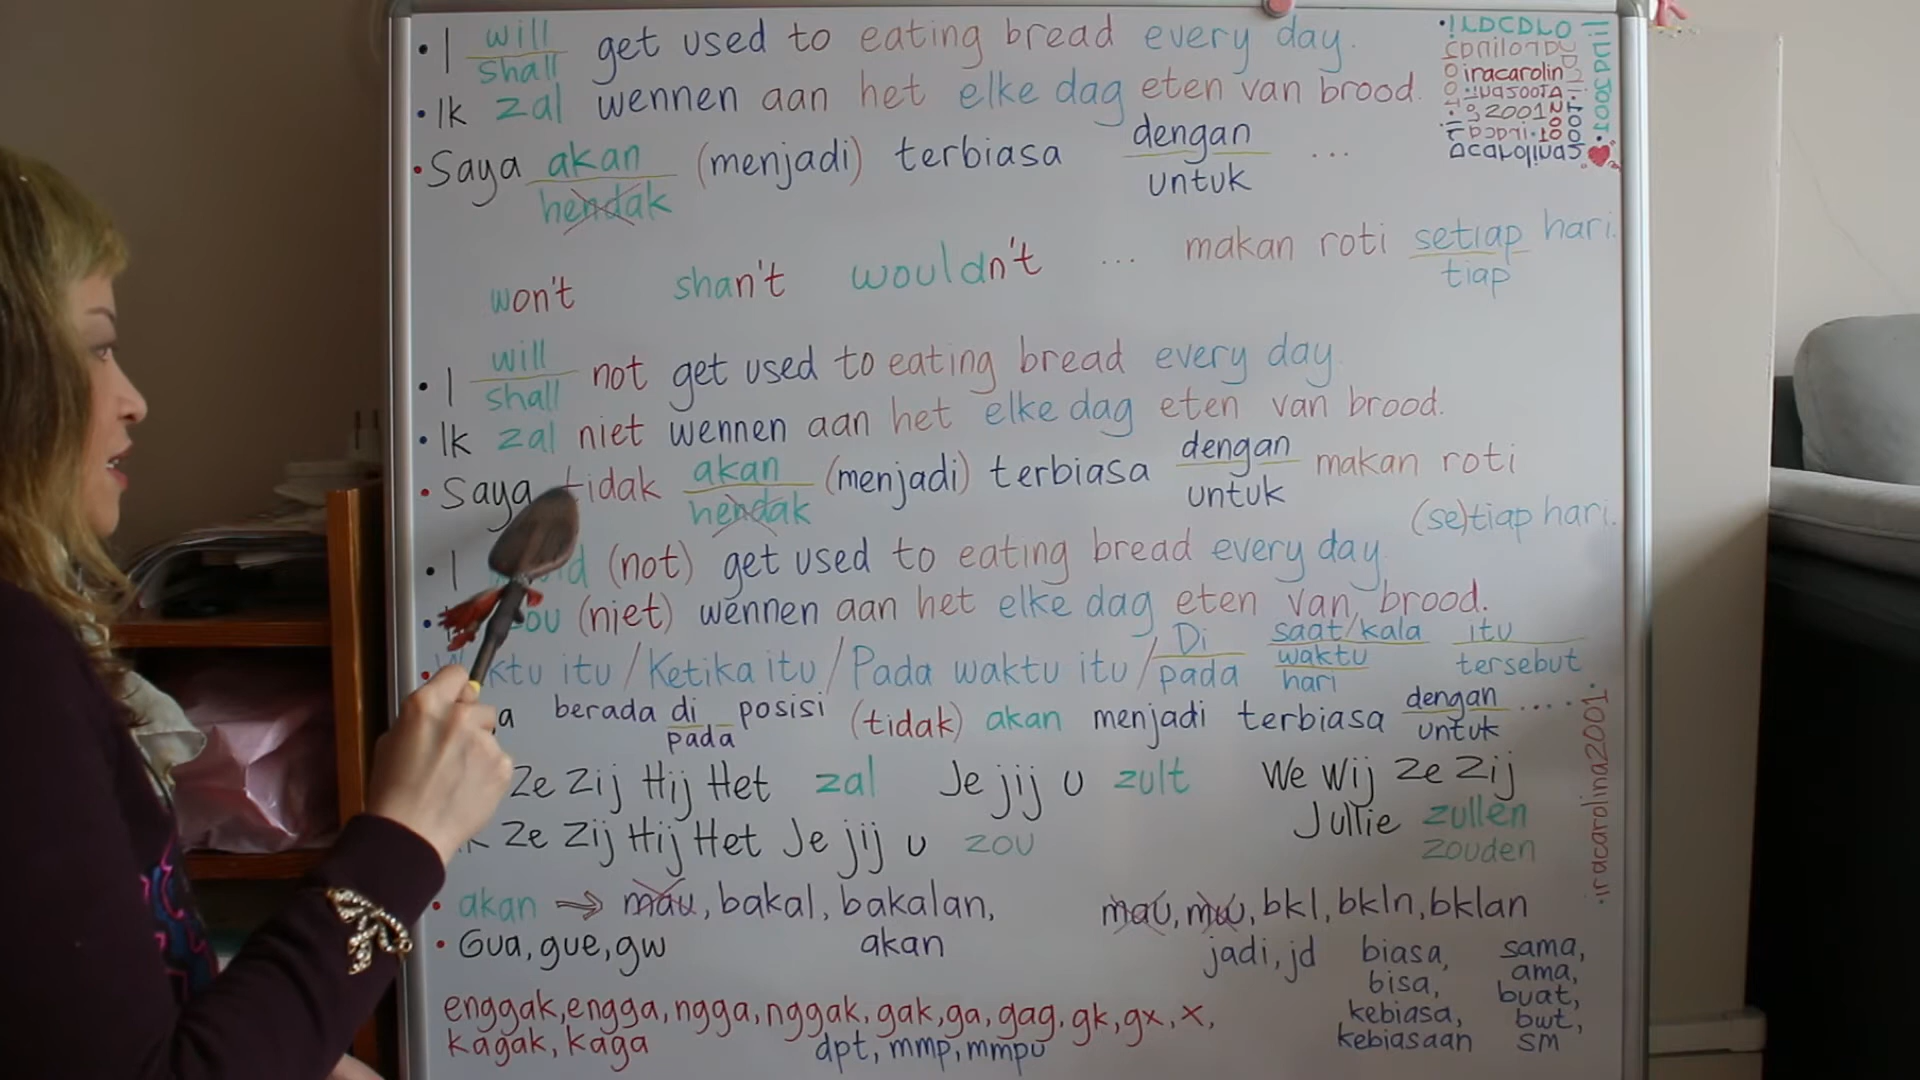 • I will/shall get used to eating bread every day.
• Ik zal wennen aan het elke dag eten van brood.
• Saya akan/hendak (menjadi) terbiasa dengan/untuk ...
... makan roti setiap/tiap hari.
won't shan't wouldn't
• I will/shall not get used to eating bread every day.
• Ik zal niet wennen aan het elke dag eten van brood.
• Saya tidak akan/hendak (menjadi) terbiasa dengan/untuk makan roti
(se)tiap hari.
• I (not) get used to eating bread every day.
• (niet) wennen aan het elke dag eten van brood.
itu / Ketika itu / Pada waktu itu / Di/pada saat/kala/waktu/hari itu/tersebut
berada di/pada posisi (tidak) akan menjadi terbiasa dengan/untuk ....
Ze Zij Hij Het zal Je jij u zult We Wij Ze Zij
Jullie zullen
zouden
Ze Zij Hij Het Je jij u zou
• akan ⇒ mau, bakal, bakalan, mau, mw, bkl, bkln, bklan
• Gua, gue, gw akan jadi, jd biasa, sama,
bisa, ama,
kebiasa, buat,
kebiasaan bwt,
sm
enggak, engga, ngga, nggak, gak, ga, gag, gk, gx, x,
kagak, kaga dpt, mmp, mmpu
iracarolin
2001
•iracarolina2001•